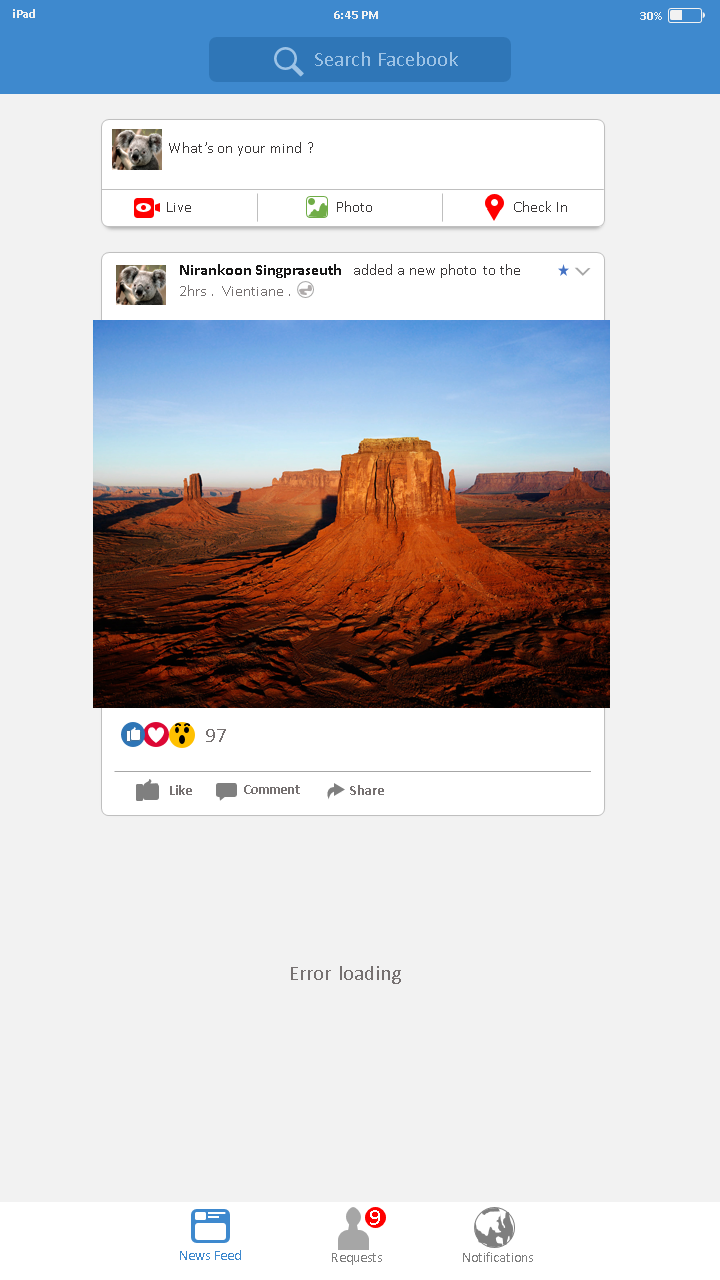 iPad 6:45 PM 30%
Search Facebook
What's on your mind ?
Live Photo Check In
Nirankoon Singpraseuth added a new photo to the
2hrs . Vientiane .
97
Like Comment Share
Error loading
9
News Feed Requests Notifications